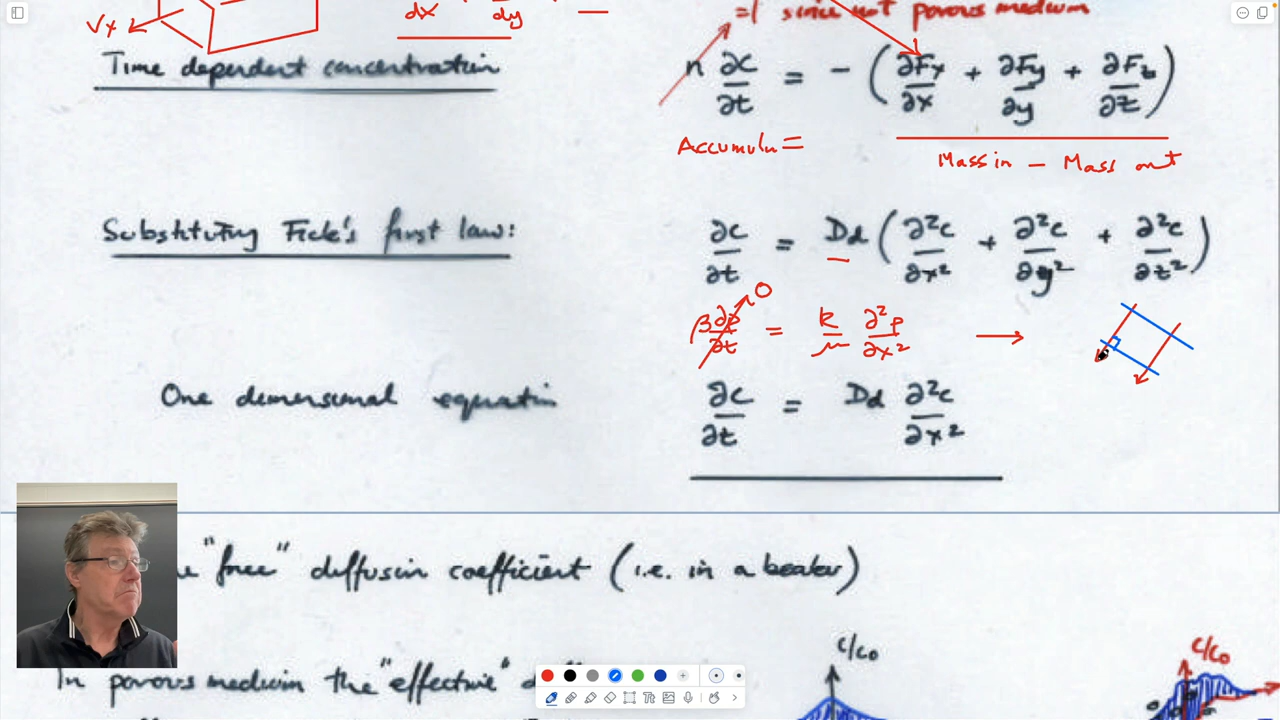 =1 since not porous medium
Vx
dx dy
Time dependent concentration
n ∂c/∂t = - (∂Fx/∂x + ∂Fy/∂y + ∂Fz/∂z)
Accumuln =
Mass in - Mass out
Substituting Fick's first law:
∂c/∂t = Dd (∂²c/∂x² + ∂²c/∂y² + ∂²c/∂z²)
β ∂p/∂t = k/μ ∂²p/∂x²
0
One dimensional equatin
∂c/∂t = Dd ∂²c/∂x²
"free" diffusin coefficient (i.e. in a beaker)
c/co
c/co
In porous medium the "effective"